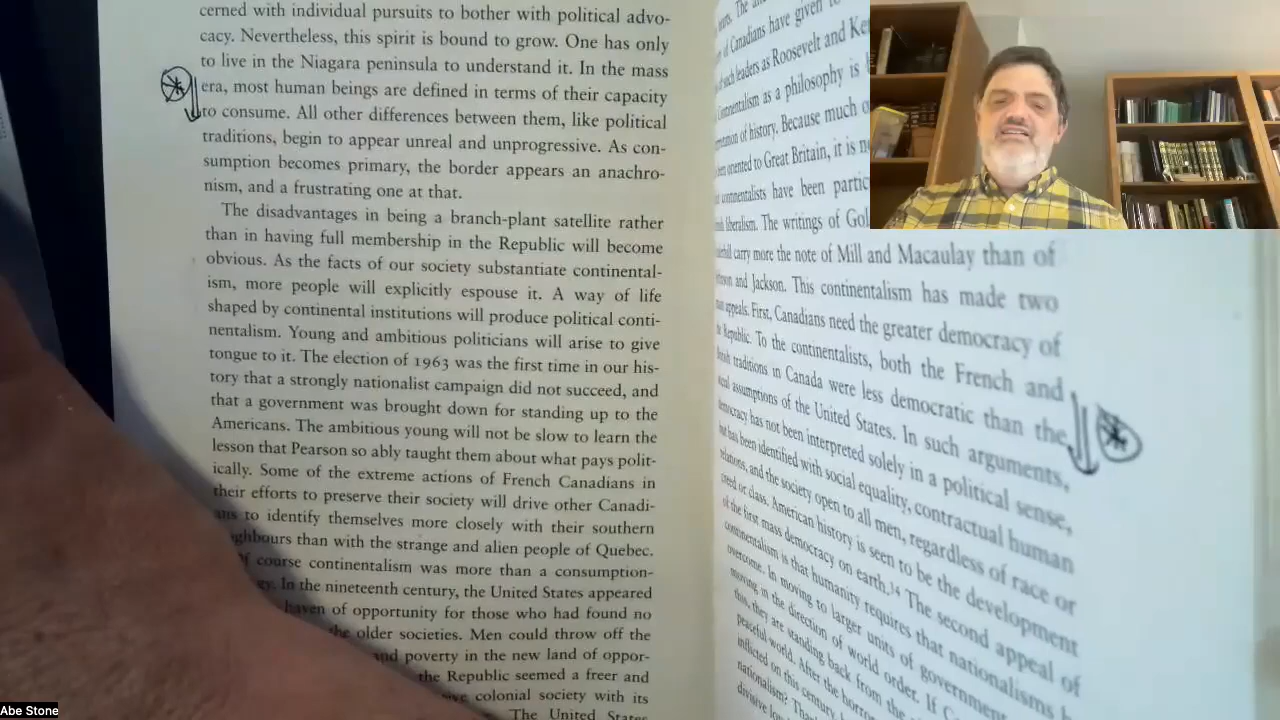 cerned with individual pursuits to bother with political advo-
cacy. Nevertheless, this spirit is bound to grow. One has only
to live in the Niagara peninsula to understand it. In the mass
era, most human beings are defined in terms of their capacity
to consume. All other differences between them, like political
traditions, begin to appear unreal and unprogressive. As con-
sumption becomes primary, the border appears an anachro-
nism, and a frustrating one at that.
The disadvantages in being a branch-plant satellite rather
than in having full membership in the Republic will become
obvious. As the facts of our society substantiate continental-
ism, more people will explicitly espouse it. A way of life
shaped by continental institutions will produce political conti-
nentalism. Young and ambitious politicians will arise to give
tongue to it. The election of 1963 was the first time in our his-
tory that a strongly nationalist campaign did not succeed, and
that a government was brought down for standing up to the
Americans. The ambitious young will not be slow to learn the
lesson that Pearson so ably taught them about what pays polit-
ically. Some of the extreme actions of French Canadians in
their efforts to preserve their society will drive other Canadi-
ans to identify themselves more closely with their southern
than with the strange and alien people of Quebec.
course continentalism was more than a consumption-
In the nineteenth century, the United States appeared
haven of opportunity for those who had found no
the older societies. Men could throw off the
and poverty in the new land of oppor-
the Republic seemed a freer and
colonial society with its
The United States
of Canadians have given
such leaders as Roosevelt and
as a philosophy is
of history. Because much
oriented to Great Britain, it is
continentalists have been
liberalism. The writings of
carry more the note of Mill and Macaulay than of
and Jackson. This continentalism has made two
appeals. First, Canadians need the greater democracy of
Republic. To the continentalists, both the French and
traditions in Canada were less democratic than the
assumptions of the United States. In such arguments,
democracy has not been interpreted solely in a political sense,
but has been identified with social equality, contractual human
relations, and the society open to all men, regardless of race or
creed or class. American history is seen to be the development
of the first mass democracy on earth.34 The second appeal of
continentalism is that humanity requires that nationalisms
overcome. In moving to larger units of government
moving in the direction of world order. If
this, they are standing back from the
peaceful world. After the
inflicted on this century
nationalism?
divisive
Abe Stone